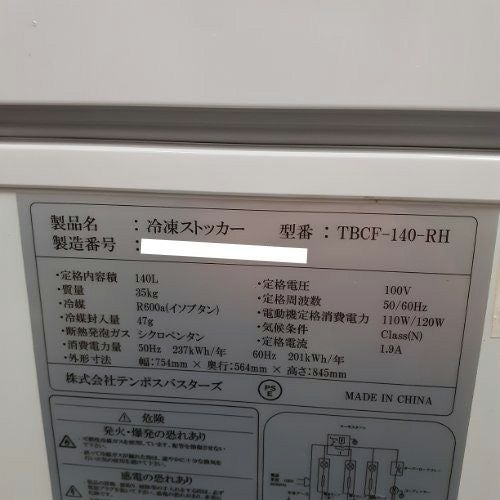 製品名 : 冷凍ストッカー 型番 : TBCF-140-RH
製造番号 :
・定格内容積 140L
・質量 35kg
・冷媒 R600a(イソブタン)
・冷媒封入量 47g
・断熱発泡ガス シクロペンタン
・消費電力量 50Hz 237kWh/年 60Hz 201kWh/年
・外形寸法 幅:754mm × 奥行:564mm × 高さ:845mm
・定格電圧 100V
・定格周波数 50/60Hz
・電動機定格消費電力 110W/120W
・気候条件 Class(N)
・定格電流 1.9A
株式会社テンポスバスターズ
PS
E
MADE IN CHINA
危険
発火・爆発の恐れあり
感電の恐れあり